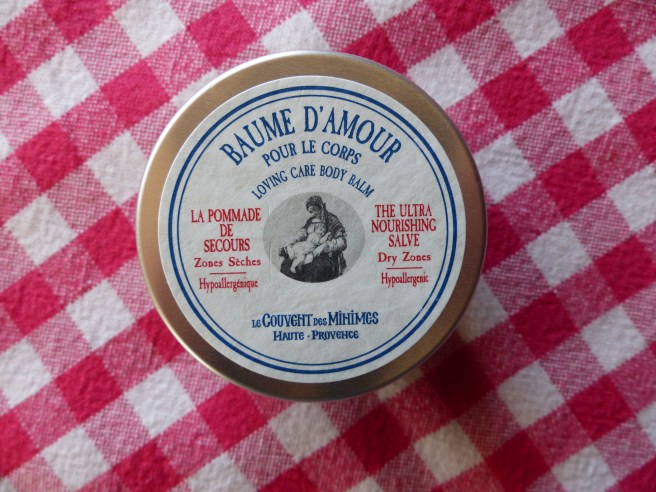 BAUME D'AMOUR
POUR LE CORPS
LOVING CARE BODY BALM
LA POMMADE
DE
SECOURS
Zones Sèches
Hypoallergénique
THE ULTRA
NOURISHING
SALVE
Dry Zones
Hypoallergenic
LE COUVENT DES MINIMES
HAUTE - PROVENCE